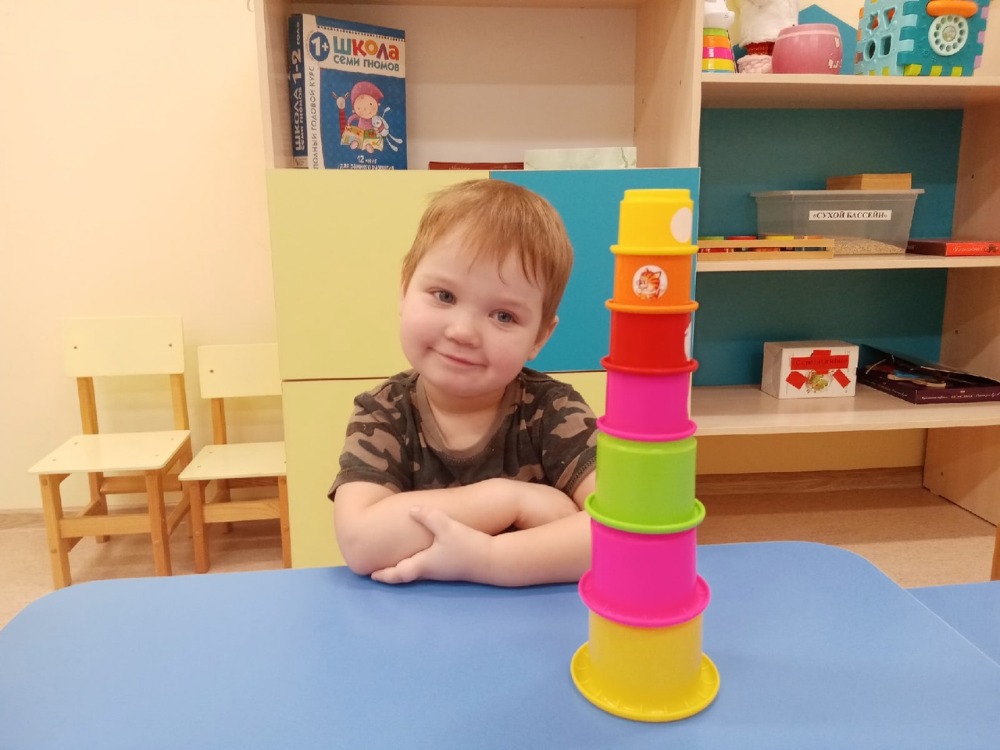 ШКОЛА 1-2 года
СЕМИ ГНОМОВ
1+
ШКОЛА
СЕМИ ГНОМОВ
ПОЛНЫЙ ГОДОВОЙ КУРС
12 книг
для раннего развития
«СУХОЙ БАССЕЙН»